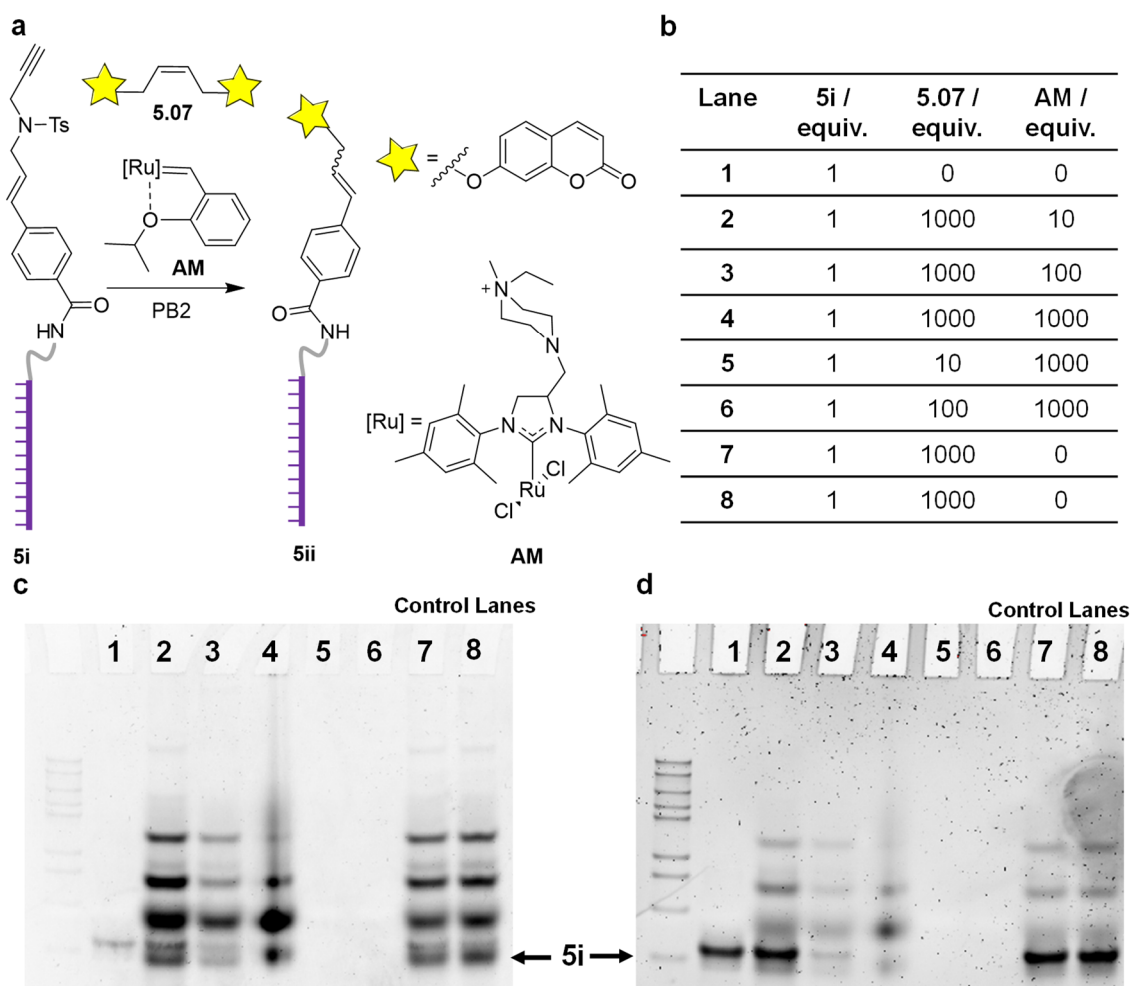 a
N
Ts
5.07
[Ru]
O
AM
PB2
O
NH
5i
=
O
O
O
O
NH
5ii
N
+
N
[Ru] =
N
N
Ru
Cl
Cl
AM
b
Lane 5i / equiv. 5.07 / equiv. AM / equiv.
1 1 0 0
2 1 1000 10
3 1 1000 100
4 1 1000 1000
5 1 10 1000
6 1 100 1000
7 1 1000 0
8 1 1000 0
c
Control Lanes
1 2 3 4 5 6 7 8
d
Control Lanes
1 2 3 4 5 6 7 8
5i